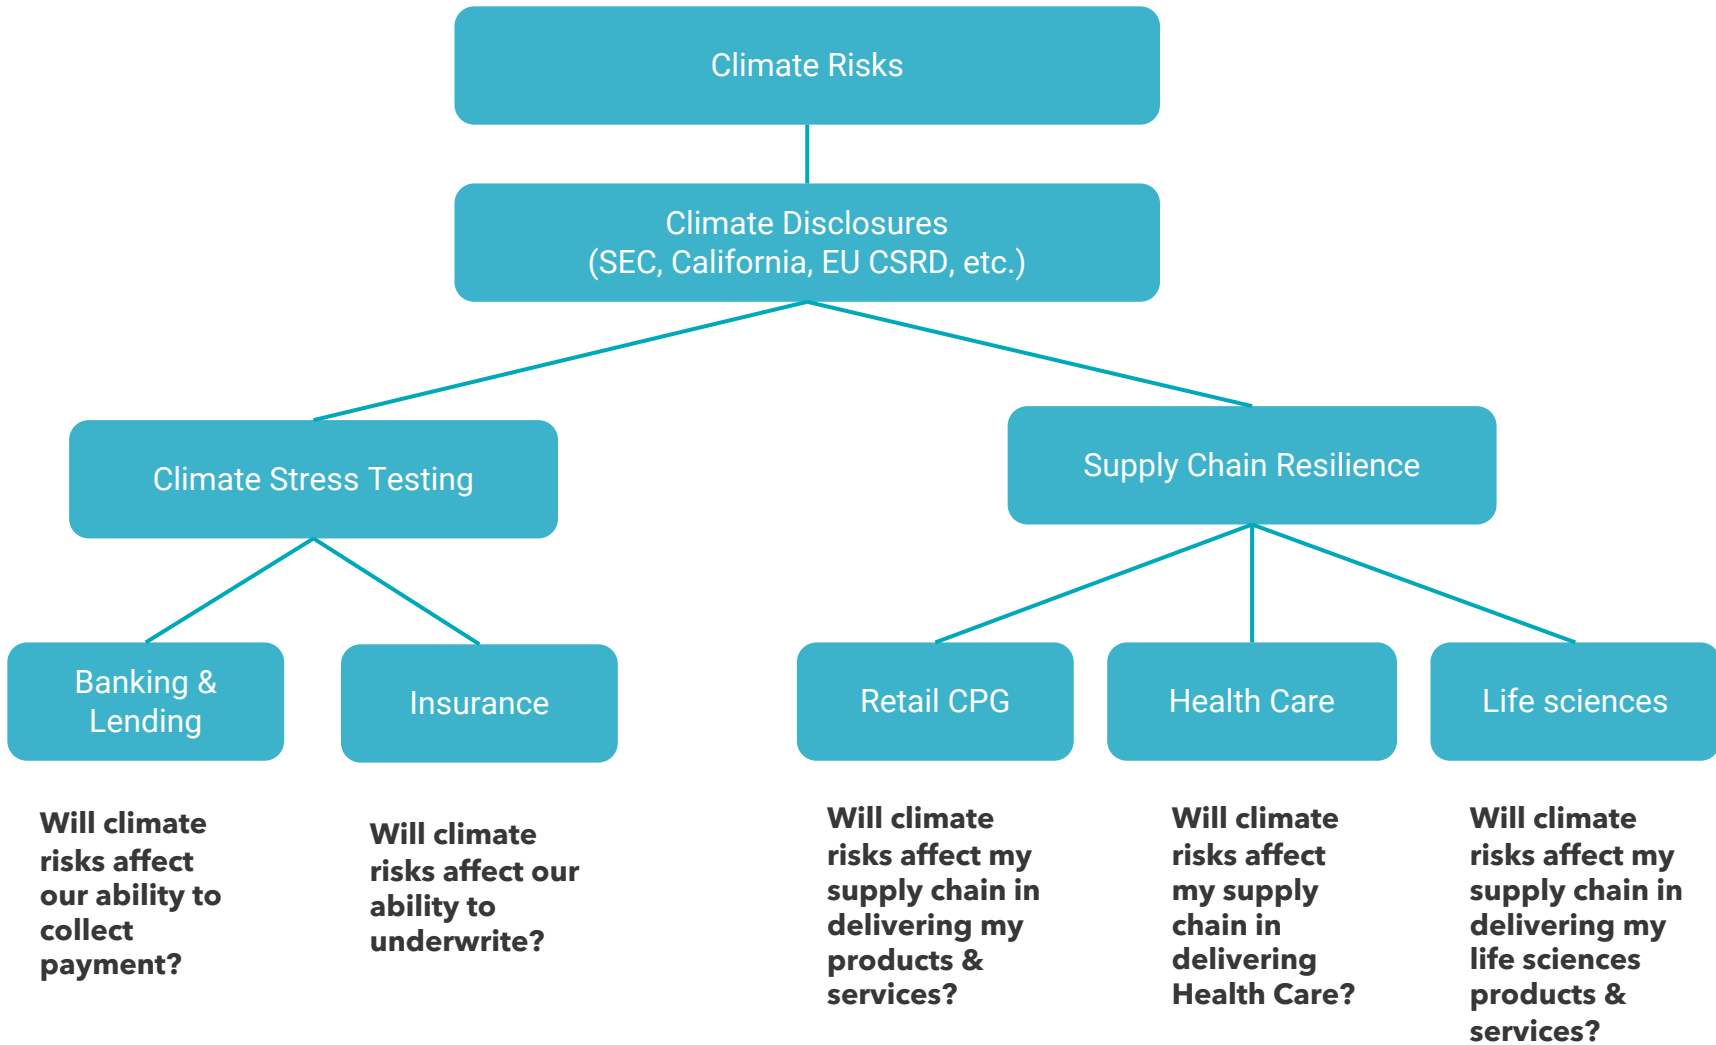 Climate Risks
Climate Disclosures
(SEC, California, EU CSRD, etc.)
Climate Stress Testing
Supply Chain Resilience
Banking &
Lending
Insurance
Retail CPG
Health Care
Life sciences
Will climate
risks affect
our ability to
collect
payment?
Will climate
risks affect our
ability to
underwrite?
Will climate
risks affect my
supply chain in
delivering my
products &
services?
Will climate
risks affect
my supply
chain in
delivering
Health Care?
Will climate
risks affect my
supply chain in
delivering my
life sciences
products &
services?